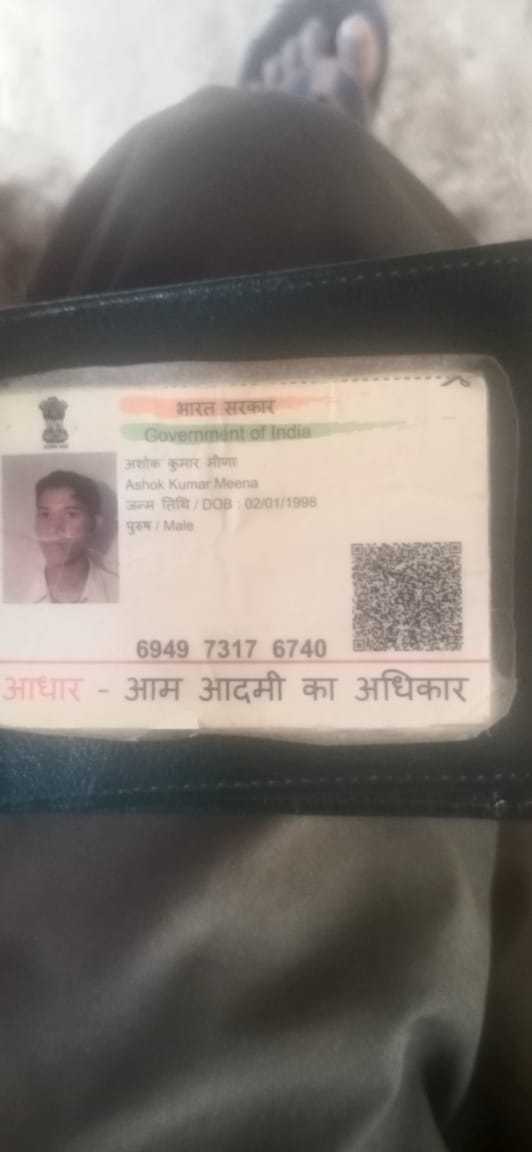 भारत सरकार
Government of India
अशोक कुमार मीणा
Ashok Kumar Meena
जन्म तिथि / DOB : 02/01/1998
पुरुष / Male
6949 7317 6740
आधार - आम आदमी का अधिकार